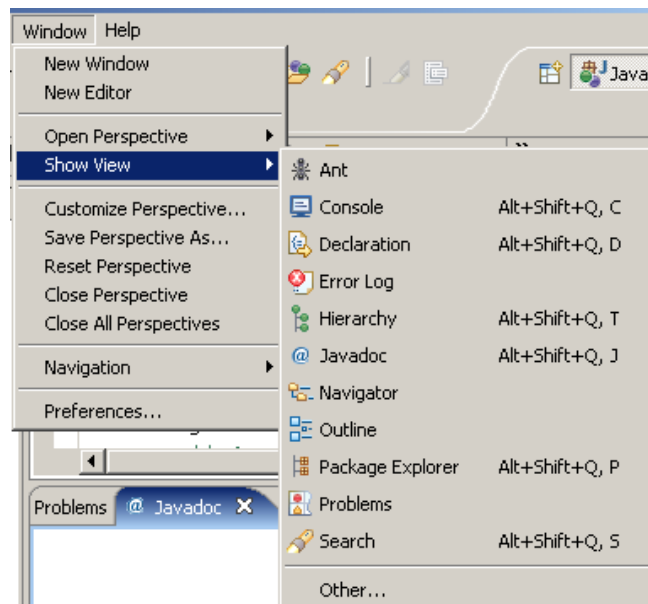 Window Help
New Window
New Editor
Java
Open Perspective
Show View
Ant
Console Alt+Shift+Q, C
Customize Perspective...
Save Perspective As...
Declaration Alt+Shift+Q, D
Reset Perspective
Error Log
Close Perspective
Close All Perspectives
Hierarchy Alt+Shift+Q, T
Navigation
@ Javadoc Alt+Shift+Q, J
Navigator
Preferences...
Outline
Package Explorer Alt+Shift+Q, P
Problems @ Javadoc
Problems
Search Alt+Shift+Q, S
Other...